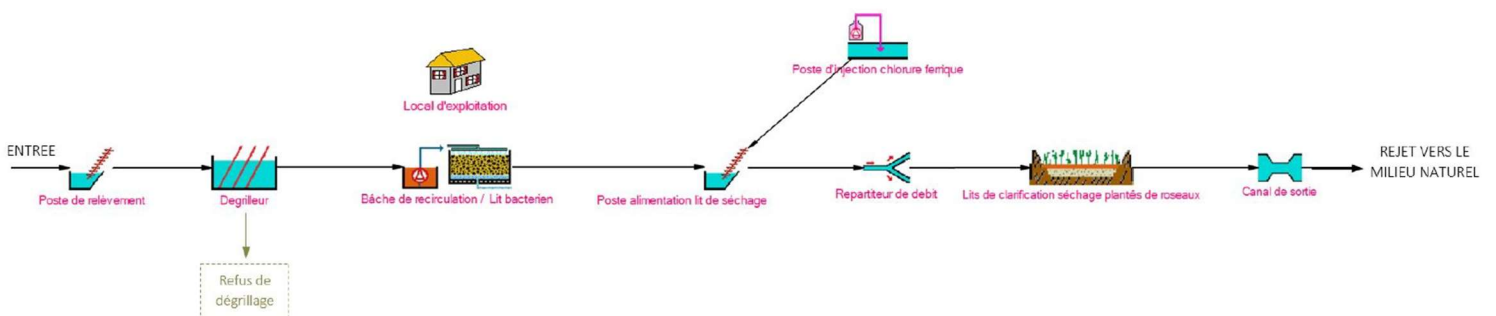 Poste d'injection chlorure ferrique
Local d'exploitation
ENTREE
Poste de relèvement
Degrilleur
Bâche de recirculation / Lit bacterien
Poste alimentation lit de séchage
Repartiteur de debit
Lits de clarification séchage plantés de roseaux
Canal de sortie
REJET VERS LE
MILIEU NATUREL
Refus de
dégrillage